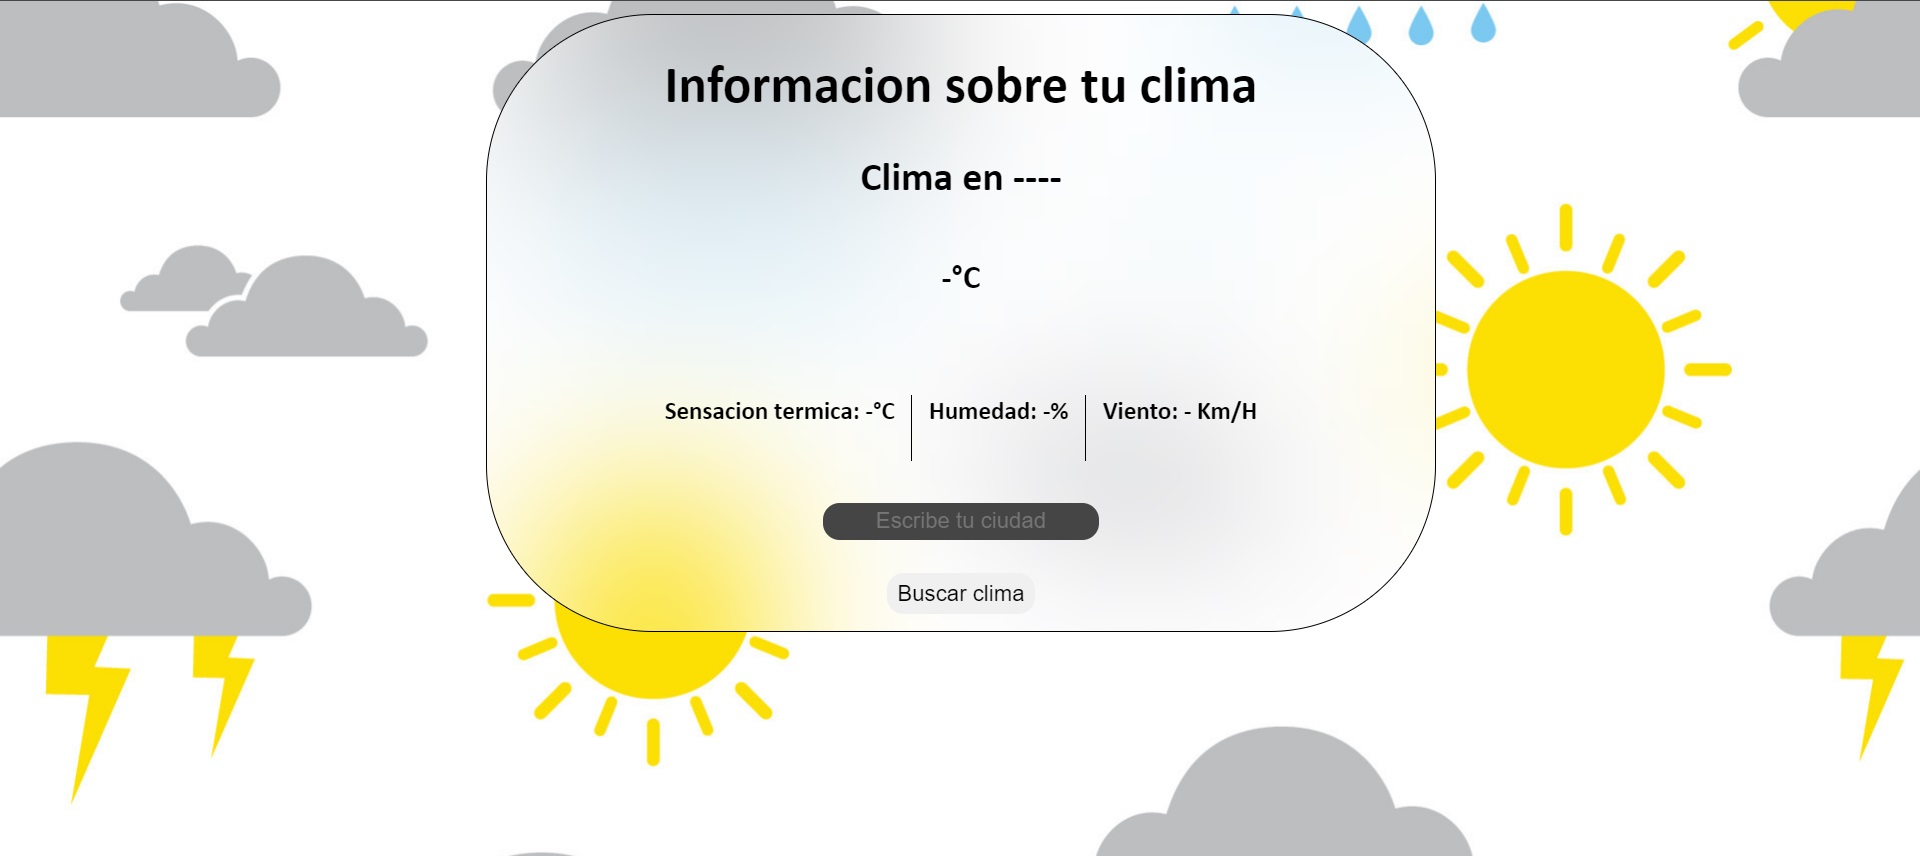 Informacion sobre tu clima
Clima en ----
-°C
Sensacion termica: -°C Humedad: -% Viento: - Km/H
Escribe tu ciudad
Buscar clima